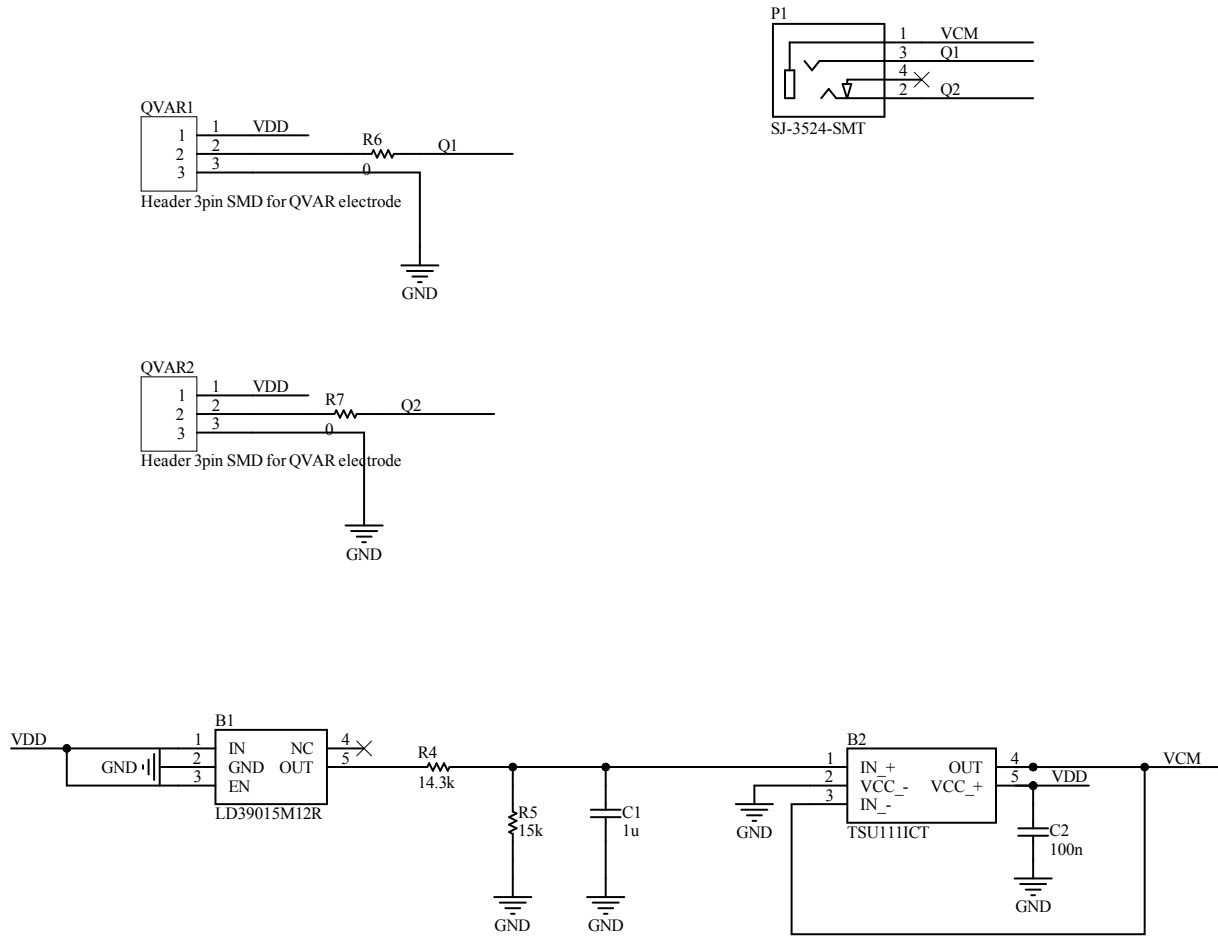 P1
1 VCM
3 Q1
4
2 Q2
SJ-3524-SMT
QVAR1
1 1 VDD
2 2 R6 Q1
3 3 0
Header 3pin SMD for QVAR electrode
GND
QVAR2
1 1 VDD
2 2 R7 Q2
3 3 0
Header 3pin SMD for QVAR electrode
GND
B1
VDD 1 IN NC 4
GND 2 GND OUT 5
3 EN
LD39015M12R
R4
14.3k
R5
15k
GND
C1
1u
GND
B2
1 IN_+ OUT 4 VCM
2 VCC_- VCC_+ 5 VDD
3 IN_-
TSU111ICT
GND
C2
100n
GND